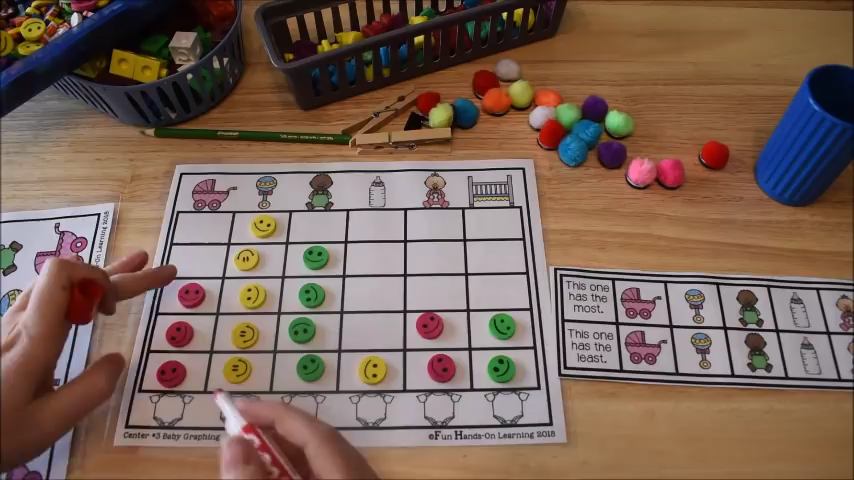 This one
has the
most.
This one
has the
least.
Center #3 Baby Graphing
©Fun Hands-On Learning 2018